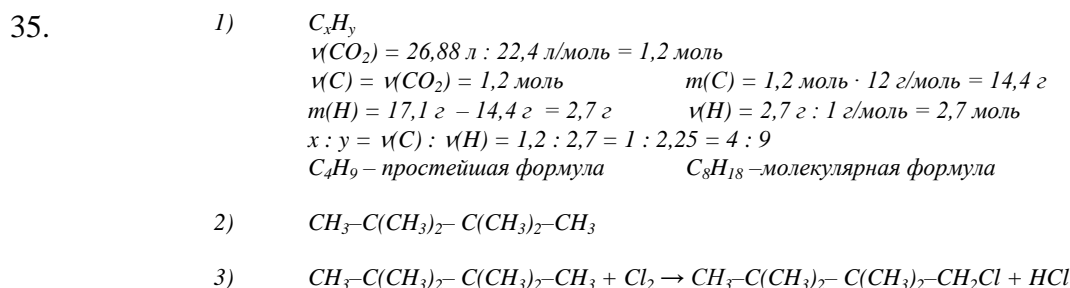 35. 1) CₓHᵧ
ν(CO₂) = 26,88 л : 22,4 л/моль = 1,2 моль
ν(C) = ν(CO₂) = 1,2 моль m(C) = 1,2 моль · 12 г/моль = 14,4 г
m(H) = 17,1 г – 14,4 г = 2,7 г ν(H) = 2,7 г : 1 г/моль = 2,7 моль
x : y = ν(C) : ν(H) = 1,2 : 2,7 = 1 : 2,25 = 4 : 9
C₄H₉ – простейшая формула C₈H₁₈ –молекулярная формула
2) CH₃–C(CH₃)₂– C(CH₃)₂–CH₃
3) CH₃–C(CH₃)₂– C(CH₃)₂–CH₃ + Cl₂ → CH₃–C(CH₃)₂– C(CH₃)₂–CH₂Cl + HCl